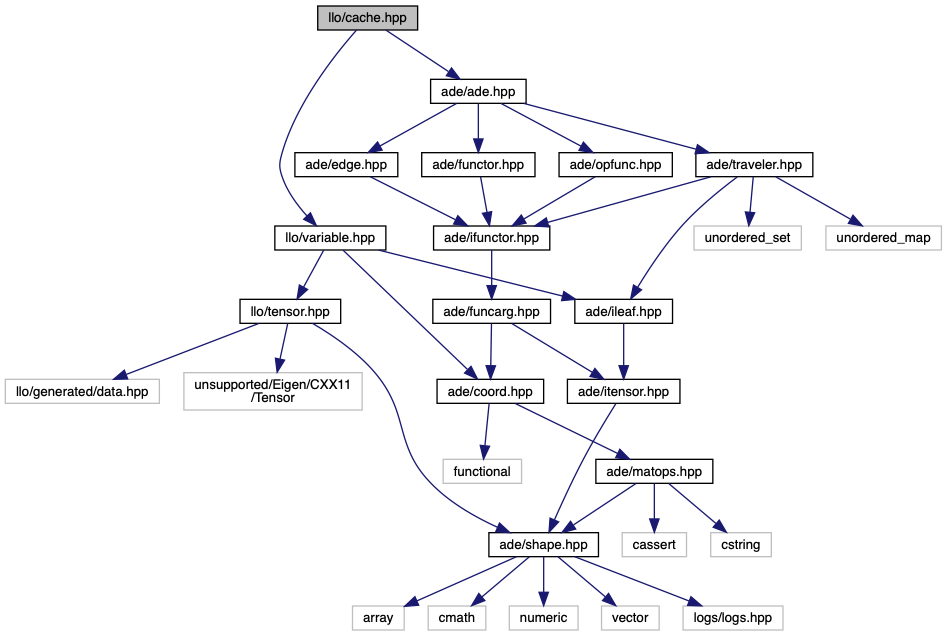 llo/cache.hpp
ade/ade.hpp
ade/edge.hpp
ade/functor.hpp
ade/opfunc.hpp
ade/traveler.hpp
llo/variable.hpp
ade/ifunctor.hpp
unordered_set
unordered_map
llo/tensor.hpp
ade/funcarg.hpp
ade/ileaf.hpp
llo/generated/data.hpp
unsupported/Eigen/CXX11
/Tensor
ade/coord.hpp
ade/itensor.hpp
functional
ade/matops.hpp
ade/shape.hpp
cassert
cstring
array
cmath
numeric
vector
logs/logs.hpp